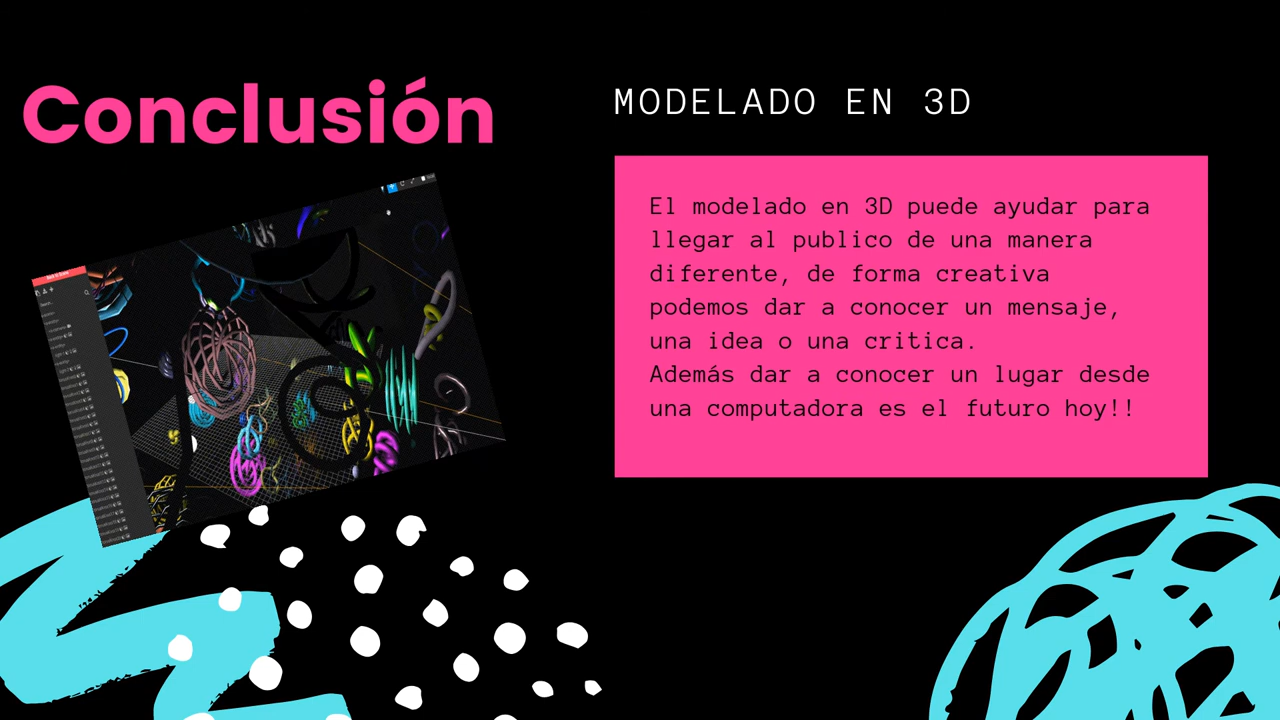 Conclusión
MODELADO EN 3D
El modelado en 3D puede ayudar para
llegar al publico de una manera
diferente, de forma creativa
podemos dar a conocer un mensaje,
una idea o una critica.
Además dar a conocer un lugar desde
una computadora es el futuro hoy!!